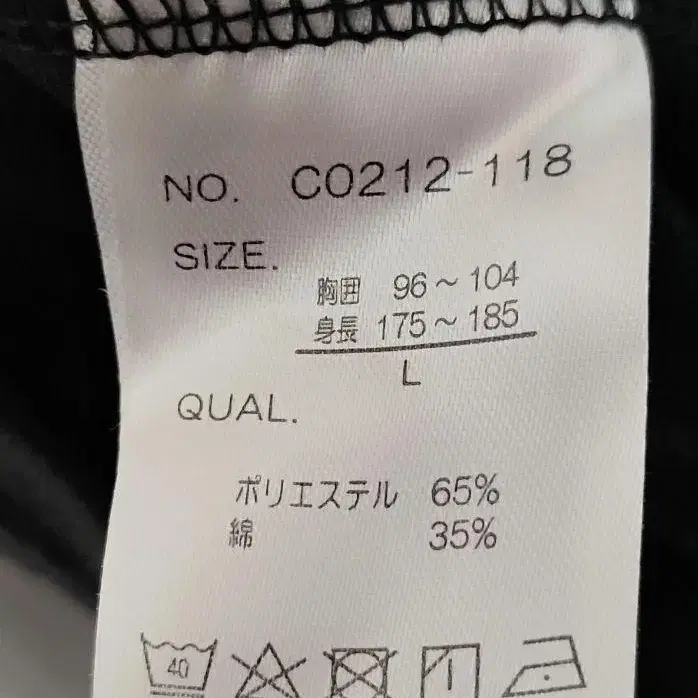 NO. CO212-118
SIZE.
胸囲 96~104
身長 175~185
L
QUAL.
ポリエステル 65%
綿 35%
40